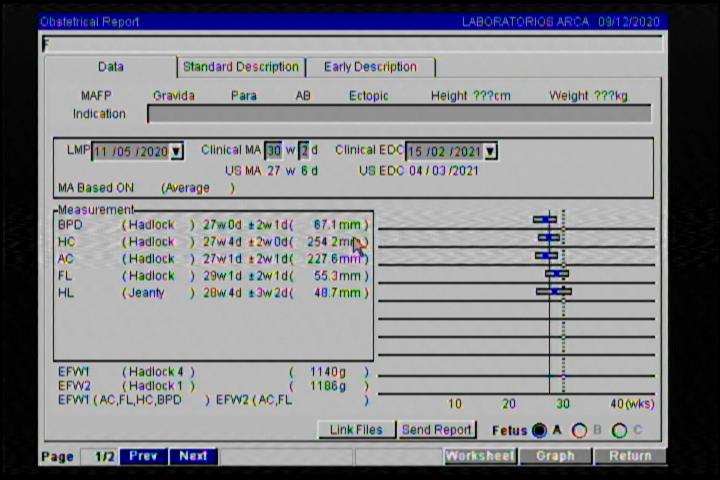 Obstetrical Report LABORATORIOS ARCA 09/12/2020
F
Data Standard Description Early Description
MAFP Gravida Para AB Ectopic Height ???cm Weight ???kg
Indication
LMP 11 /05 /2020 Clinical MA 30 w 2 d Clinical EDC 15 /02 /2021
US MA 27 w 6 d US EDC 04 / 03 /2021
MA Based ON (Average )
Measurement
BPD (Hadlock ) 27w0d ±2w1d( 67.1mm )
HC (Hadlock ) 27w4d ±2w0d( 254.2mm )
AC (Hadlock ) 27w1d ±2w1d( 227.6mm )
FL (Hadlock ) 29w1d ±2w1d( 55.3mm )
HL (Jeanty ) 28w4d ±3w2d( 48.7mm )
EFW1 (Hadlock 4 ) ( 1140g )
EFW2 (Hadlock 1 ) ( 1186g )
EFW1 ( AC,FL,HC,BPD ) EFW2 ( AC,FL )
10 20 30 40 (wks)
Link Files Send Report Fetus A B C
Page 1/2 Prev Next Worksheet Graph Return